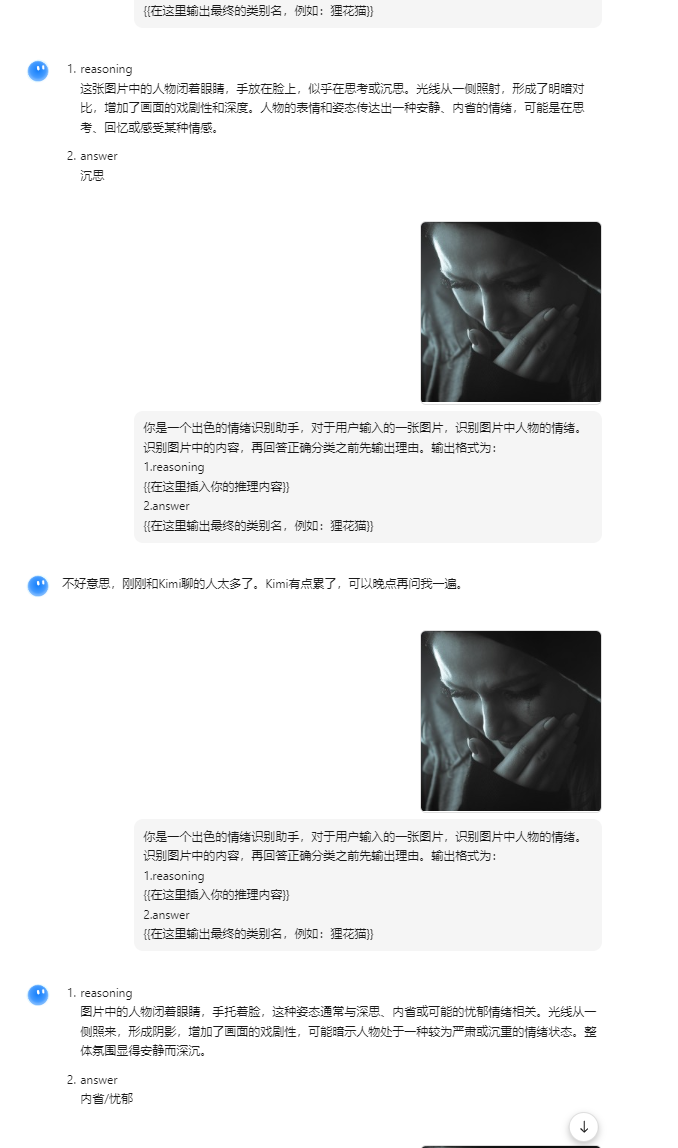 {{在这里输出最终的类别名，例如：狸花猫}}
1. reasoning
这张图片中的人物闭着眼睛，手放在脸上，似乎在思考或沉思。光线从一侧照射，形成了明暗对
比，增加了画面的戏剧性和深度。人物的表情和姿态传达出一种安静、内省的情绪，可能是在思
考、回忆或感受某种情感。
2. answer
沉思
你是一个出色的情绪识别助手，对于用户输入的一张图片，识别图片中人物的情绪。
识别图片中的内容，再回答正确分类之前先输出理由。输出格式为：
1.reasoning
{{在这里插入你的推理内容}}
2.answer
{{在这里输出最终的类别名，例如：狸花猫}}
不好意思，刚刚和Kimi聊的人太多了。Kimi有点累了，可以晚点再问我一遍。
你是一个出色的情绪识别助手，对于用户输入的一张图片，识别图片中人物的情绪。
识别图片中的内容，再回答正确分类之前先输出理由。输出格式为：
1.reasoning
{{在这里插入你的推理内容}}
2.answer
{{在这里输出最终的类别名，例如：狸花猫}}
1. reasoning
图片中的人物闭着眼睛，手托着脸，这种姿态通常与深思、内省或可能的忧郁情绪相关。光线从一
侧照来，形成阴影，增加了画面的戏剧性，可能暗示人物处于一种较为严肃或沉重的情绪状态。整
体氛围显得安静而深沉。
2. answer
内省/忧郁